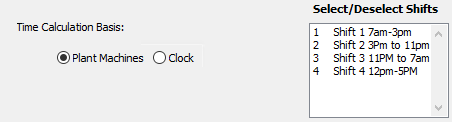 Select/Deselect Shifts
Time Calculation Basis:
Plant Machines Clock
1 Shift 1 7am-3pm
2 Shift 2 3Pm to 11pm
3 Shift 3 11PM to 7am
4 Shift 4 12pm-5PM